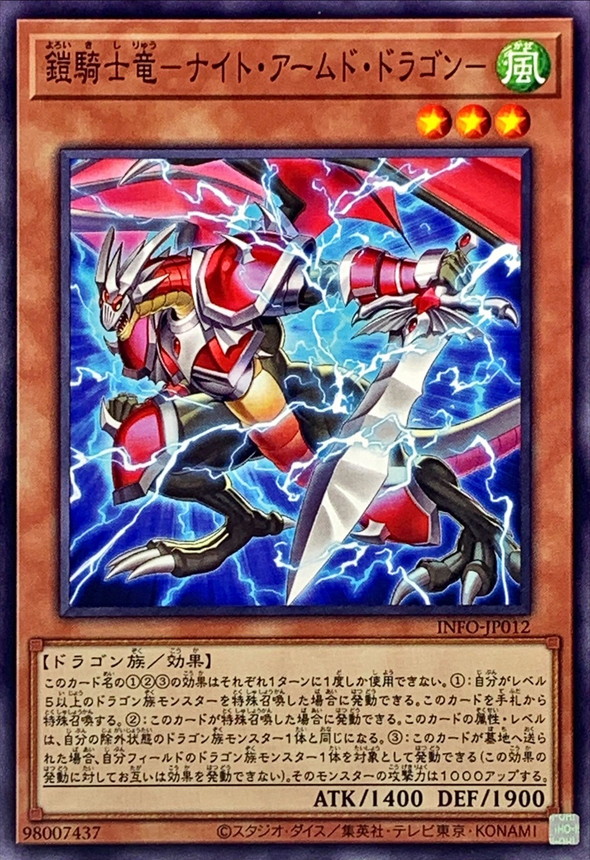 鎧騎士竜－ナイト・アームド・ドラゴン－
風
INFO-JP012
【ドラゴン族／効果】
このカード名の①②③の効果はそれぞれ1ターンに1度しか使用できない。①：自分がレベル
5以上のドラゴン族モンスターを特殊召喚した場合に発動できる。このカードを手札から
特殊召喚する。②：このカードが特殊召喚した場合に発動できる。このカードの属性・レベル
は、自分の除外状態のドラゴン族モンスター1体と同じになる。③：このカードが墓地へ送ら
れた場合、自分フィールドのドラゴン族モンスター1体を対象として発動できる（この効果の
発動に対してお互いは効果を発動できない）。そのモンスターの攻撃力は1000アップする。
ATK/1400 DEF/1900
98007437
©スタジオ・ダイス／集英社・テレビ東京・KONAMI